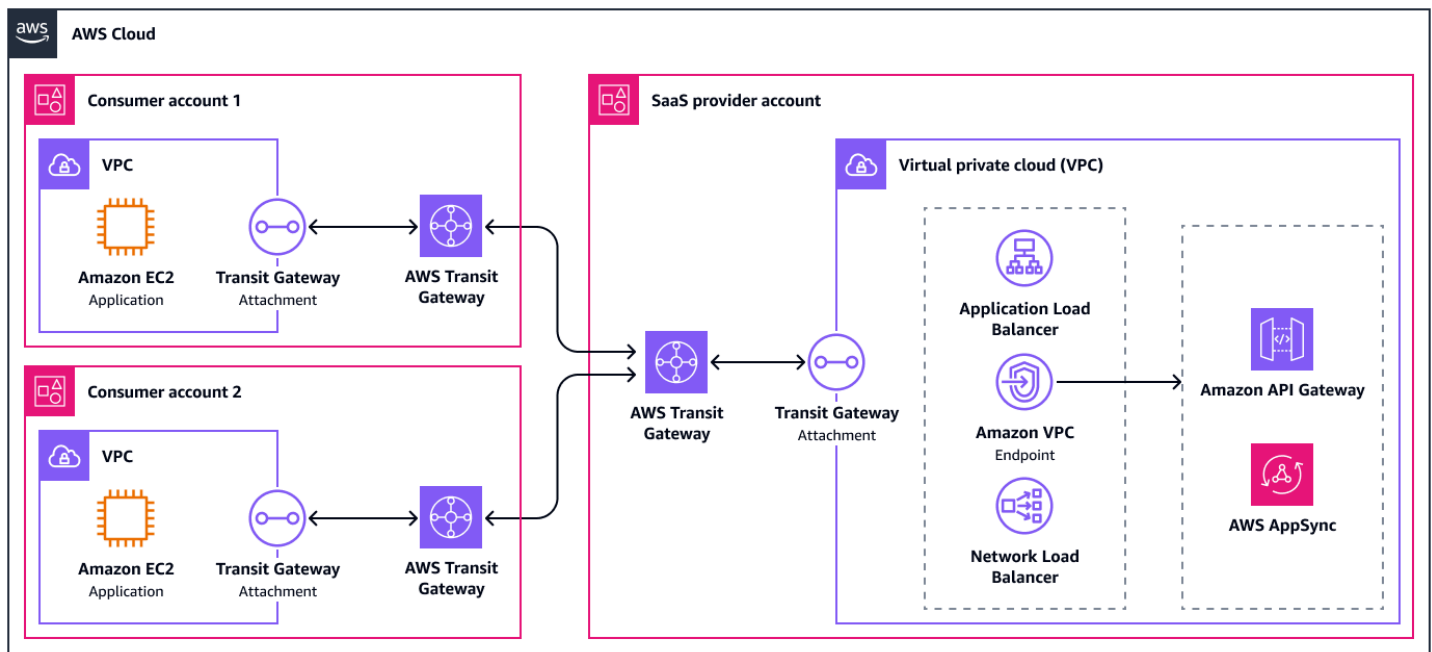 aws
AWS Cloud
Consumer account 1
VPC
Amazon EC2
Application
Transit Gateway
Attachment
AWS Transit
Gateway
Consumer account 2
VPC
Amazon EC2
Application
Transit Gateway
Attachment
AWS Transit
Gateway
SaaS provider account
AWS Transit
Gateway
Transit Gateway
Attachment
Virtual private cloud (VPC)
Application Load
Balancer
Amazon VPC
Endpoint
Network Load
Balancer
Amazon API Gateway
AWS AppSync